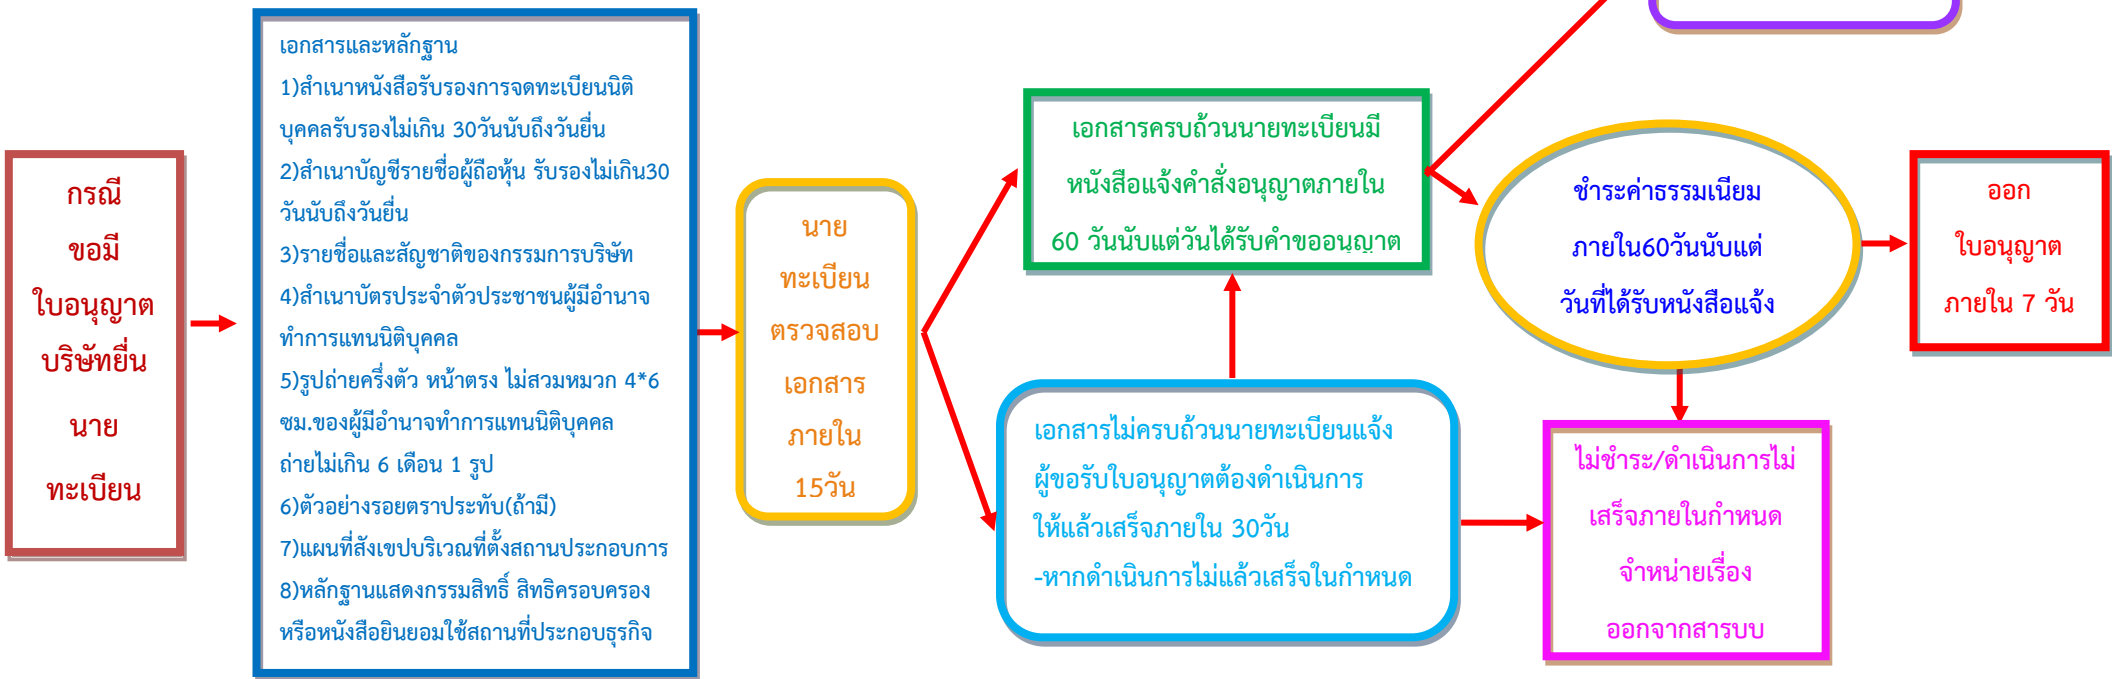 กรณี
ขอมี
ใบอนุญาต
บริษัทยื่น
นาย
ทะเบียน
เอกสารและหลักฐาน
1)สำเนาหนังสือรับรองการจดทะเบียนนิติ
บุคคลรับรองไม่เกิน 30วันนับถึงวันยื่น
2)สำเนาบัญชีรายชื่อผู้ถือหุ้น รับรองไม่เกิน30
วันนับถึงวันยื่น
3)รายชื่อและสัญชาติของกรรมการบริษัท
4)สำเนาบัตรประจำตัวประชาชนผู้มีอำนาจ
ทำการแทนนิติบุคคล
5)รูปถ่ายครึ่งตัว หน้าตรง ไม่สวมหมวก 4*6
ซม.ของผู้มีอำนาจทำการแทนนิติบุคคล
ถ่ายไม่เกิน 6 เดือน 1 รูป
6)ตัวอย่างรอยตราประทับ(ถ้ามี)
7)แผนที่สังเขปบริเวณที่ตั้งสถานประกอบการ
8)หลักฐานแสดงกรรมสิทธิ์ สิทธิครอบครอง
หรือหนังสือยินยอมใช้สถานที่ประกอบธุรกิจ
นาย
ทะเบียน
ตรวจสอบ
เอกสาร
ภายใน
15วัน
เอกสารครบถ้วนนายทะเบียนมี
หนังสือแจ้งคำสั่งอนุญาตภายใน
60 วันนับแต่วันได้รับคำขออนุญาต
เอกสารไม่ครบถ้วนนายทะเบียนแจ้ง
ผู้ขอรับใบอนุญาตต้องดำเนินการ
ให้แล้วเสร็จภายใน 30วัน
-หากดำเนินการไม่แล้วเสร็จในกำหนด
ชำระค่าธรรมเนียม
ภายใน60วันนับแต่
วันที่ได้รับหนังสือแจ้ง
ไม่ชำระ/ดำเนินการไม่
เสร็จภายในกำหนด
จำหน่ายเรื่อง
ออกจากสารบบ
ออก
ใบอนุญาต
ภายใน 7 วัน